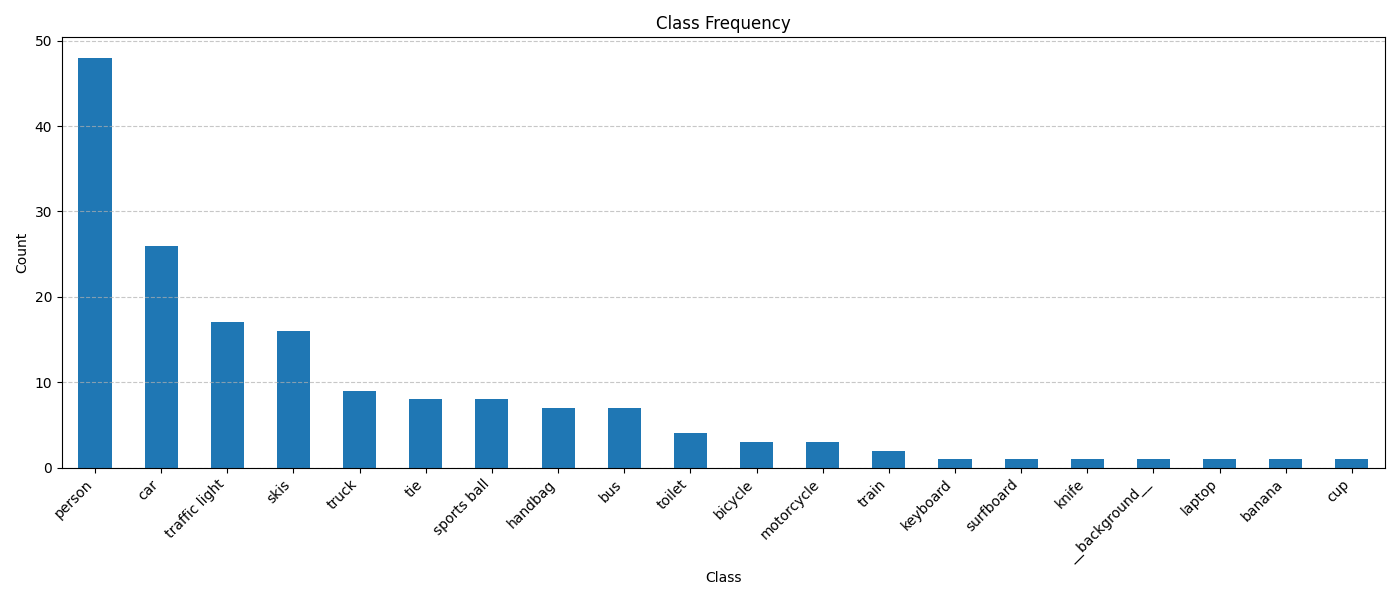 Class Frequency
50
40
30
20
10
0
Count
person
car
traffic light
skis
truck
tie
sports ball
handbag
bus
toilet
bicycle
motorcycle
train
keyboard
surfboard
knife
__background__
laptop
banana
cup
Class